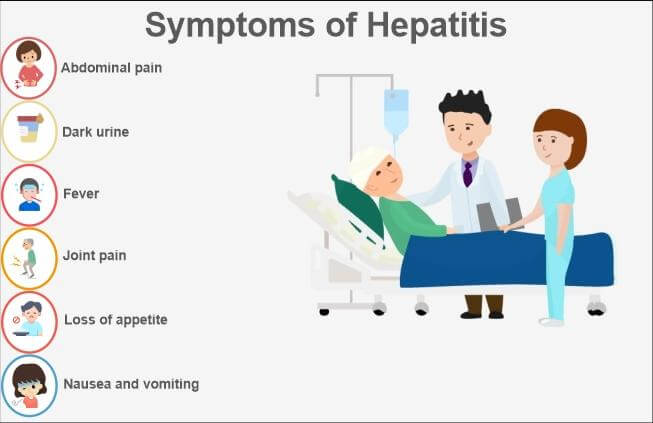 Symptoms of Hepatitis
Abdominal pain
Dark urine
Fever
Joint pain
Loss of appetite
Nausea and vomiting